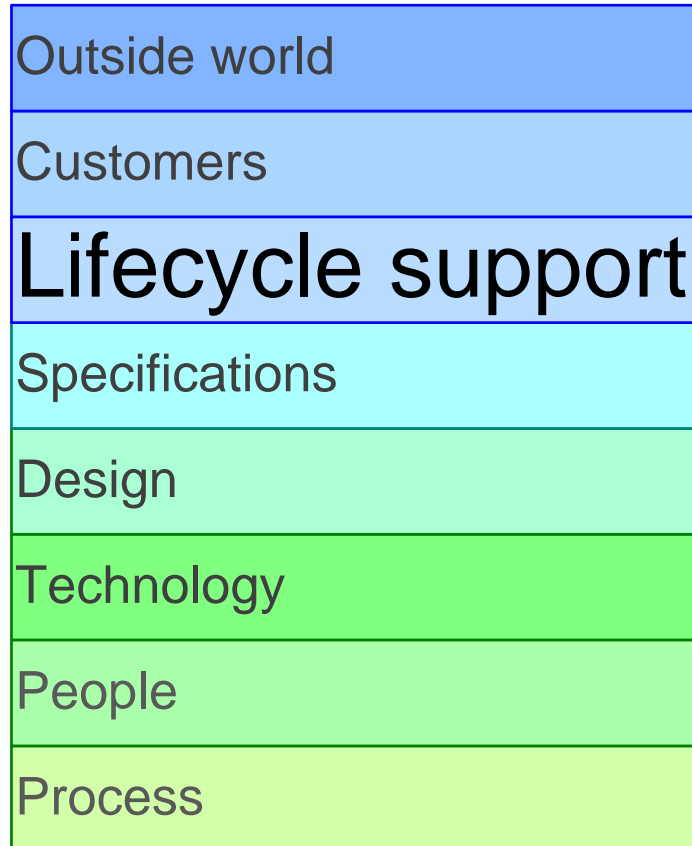 Outside world
Customers
Lifecycle support
Specifications
Design
Technology
People
Process